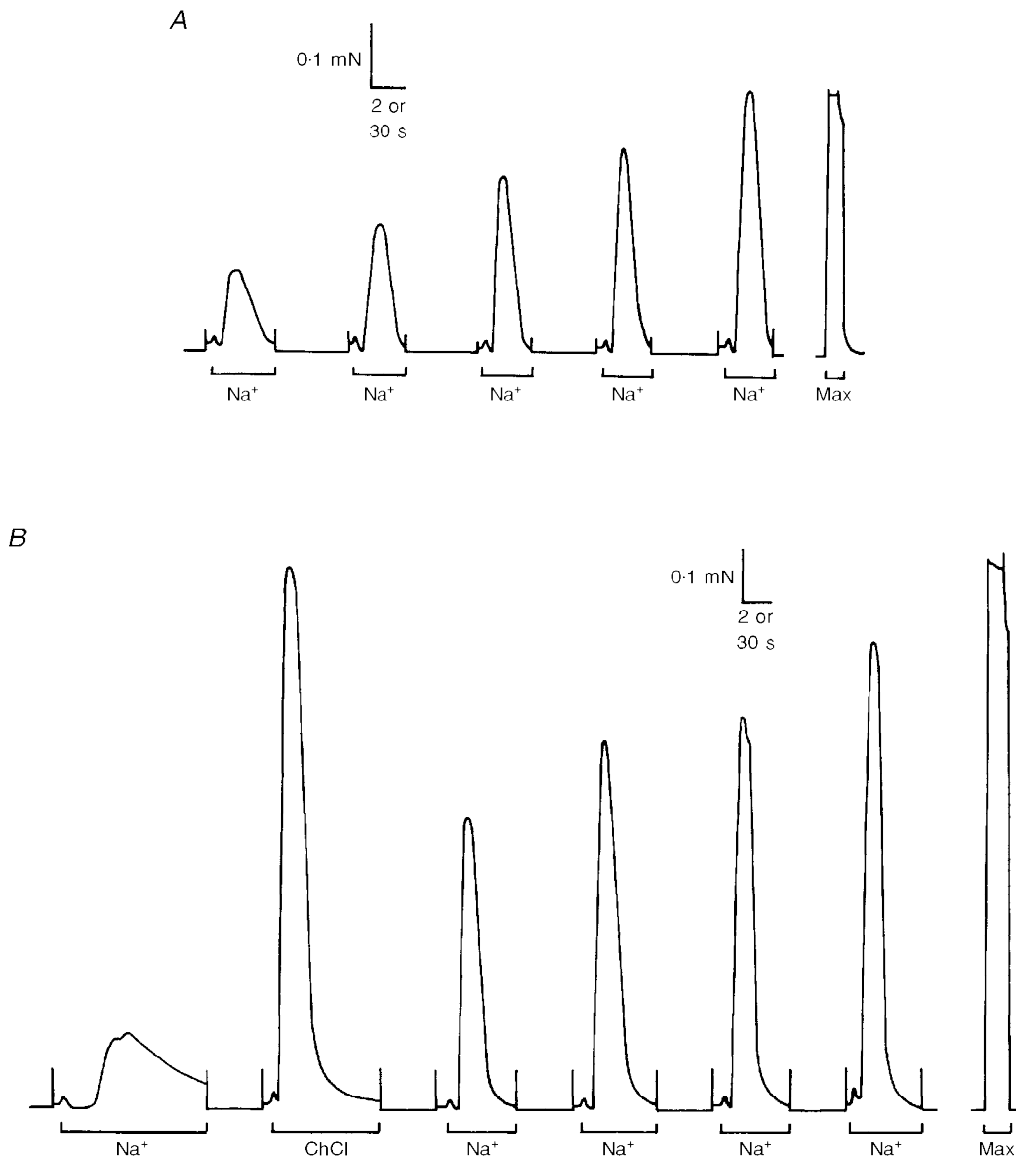 A
0·1 mN
2 or
30 s
Na⁺ Na⁺ Na⁺ Na⁺ Na⁺ Max
B
0·1 mN
2 or
30 s
Na⁺ ChCl Na⁺ Na⁺ Na⁺ Na⁺ Max